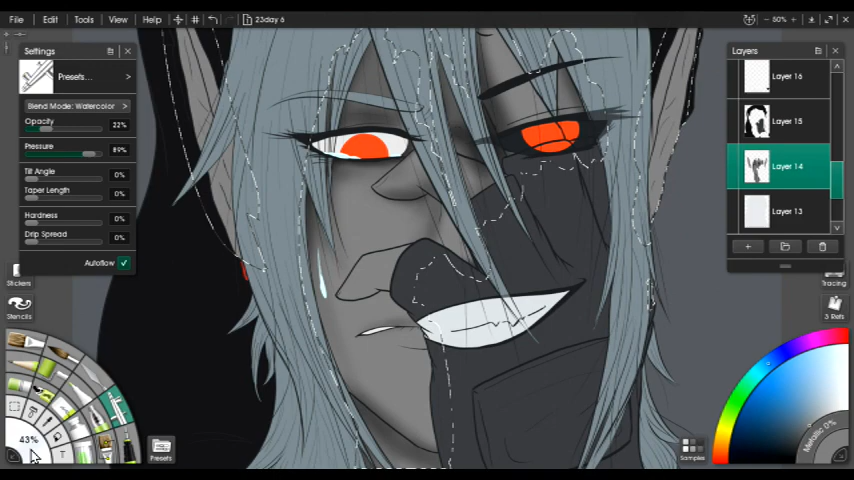 File Edit Tools View Help 23day 6 50%
Settings
Presets...
Blend Mode: Watercolor
Opacity 22%
Pressure 89%
Tilt Angle 0%
Taper Length 0%
Hardness 0%
Drip Spread 0%
Autoflow
Stickers
Stencils
43%
T
Presets
Layers
Layer 16
Layer 15
Layer 14
Layer 13
Tracing
3 Refs
Samples
Metallic 0%